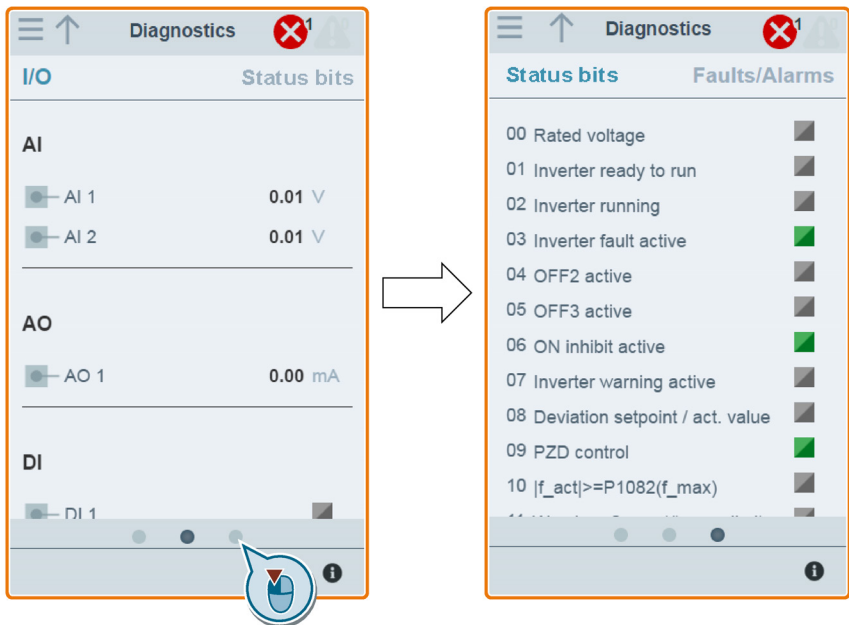 Diagnostics 1
I/O Status bits
AI
AI 1 0.01 V
AI 2 0.01 V
AO
AO 1 0.00 mA
DI
DI 1
Diagnostics 1
Status bits Faults/Alarms
00 Rated voltage
01 Inverter ready to run
02 Inverter running
03 Inverter fault active
04 OFF2 active
05 OFF3 active
06 ON inhibit active
07 Inverter warning active
08 Deviation setpoint / act. value
09 PZD control
10 |f_act|>=P1082(f_max)